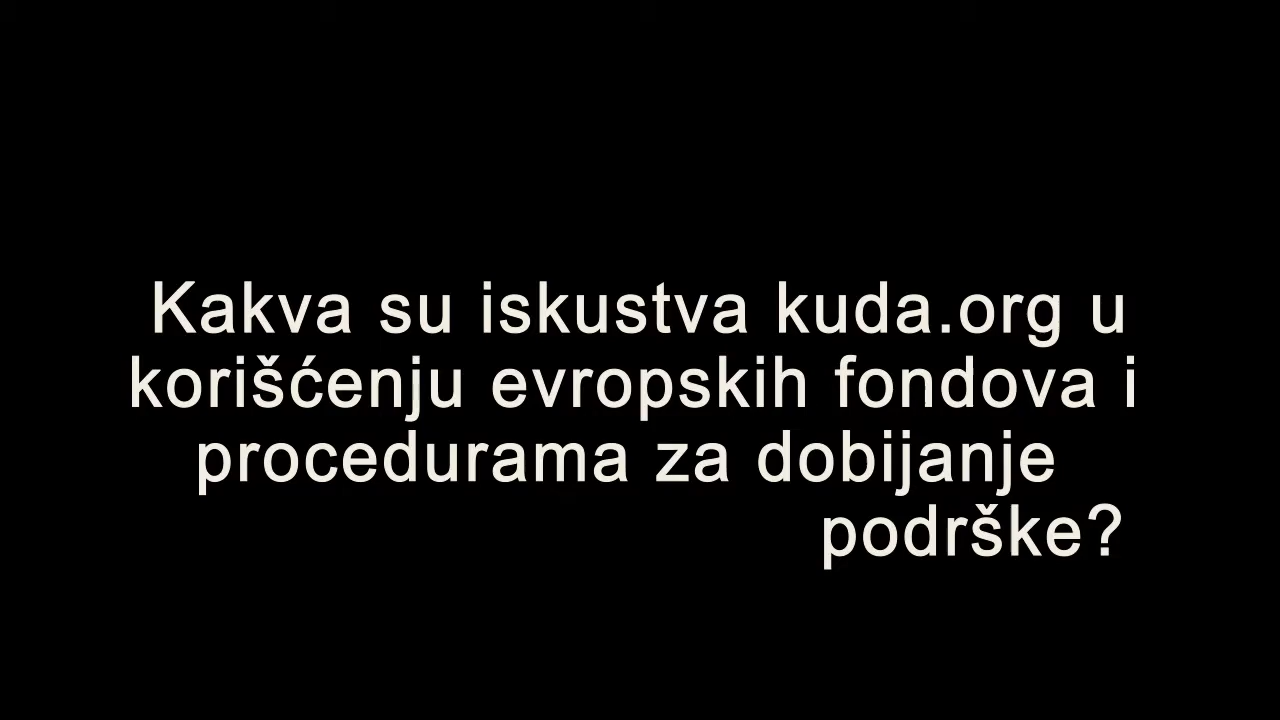 Kakva su iskustva kuda.org u
korišćenju evropskih fondova i
procedurama za dobijanje
podrške?